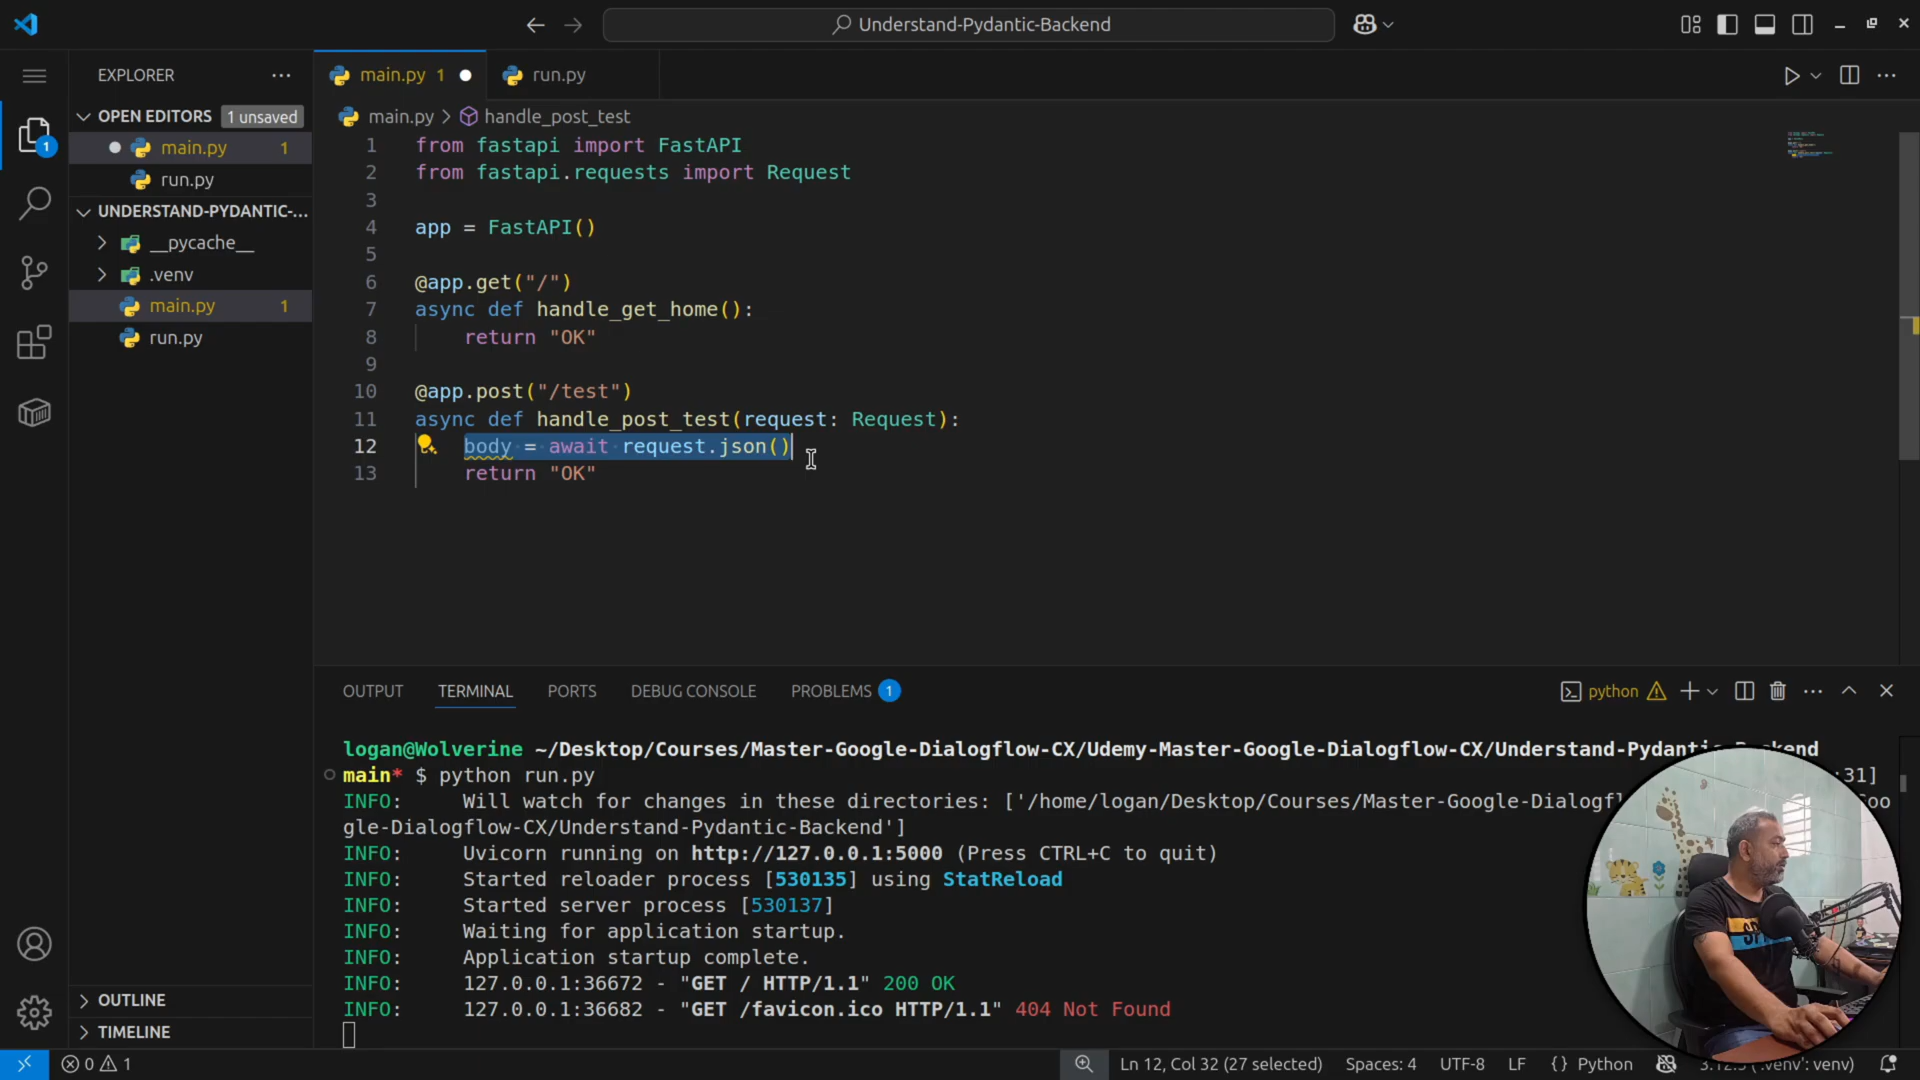 Understand-Pydantic-Backend
EXPLORER
OPEN EDITORS 1 unsaved
main.py 1
run.py
UNDERSTAND-PYDANTIC-...
__pycache__
.venv
main.py 1
run.py
OUTLINE
TIMELINE
main.py 1
run.py
main.py > handle_post_test
1 from fastapi import FastAPI
2 from fastapi.requests import Request
3
4 app = FastAPI()
5
6 @app.get("/")
7 async def handle_get_home():
8 return "OK"
9
10 @app.post("/test")
11 async def handle_post_test(request: Request):
12 body = await request.json()
13 return "OK"
OUTPUT TERMINAL PORTS DEBUG CONSOLE PROBLEMS 1
python
logan@Wolverine ~/Desktop/Courses/Master-Google-Dialogflow-CX/Udemy-Master-Google-Dialogflow-CX/Understand-Pydantic-Backend
main* $ python run.py :31]
INFO: Will watch for changes in these directories: ['/home/logan/Desktop/Courses/Master-Google-Dialogf
gle-Dialogflow-CX/Understand-Pydantic-Backend']
INFO: Uvicorn running on http://127.0.0.1:5000 (Press CTRL+C to quit)
INFO: Started reloader process [530135] using StatReload
INFO: Started server process [530137]
INFO: Waiting for application startup.
INFO: Application startup complete.
INFO: 127.0.0.1:36672 - "GET / HTTP/1.1" 200 OK
INFO: 127.0.0.1:36682 - "GET /favicon.ico HTTP/1.1" 404 Not Found
0 1 Ln 12, Col 32 (27 selected) Spaces: 4 UTF-8 LF {} Python ('.venv': venv)